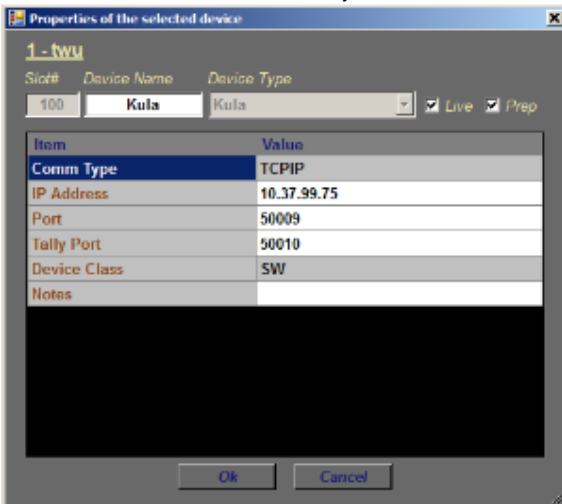 Properties of the selected device
1 - twu
Slot# Device Name Device Type
100 Kula Kula Live Prep
Item Value
Comm Type TCPIP
IP Address 10.37.99.75
Port 50009
Tally Port 50010
Device Class SW
Notes
Ok Cancel